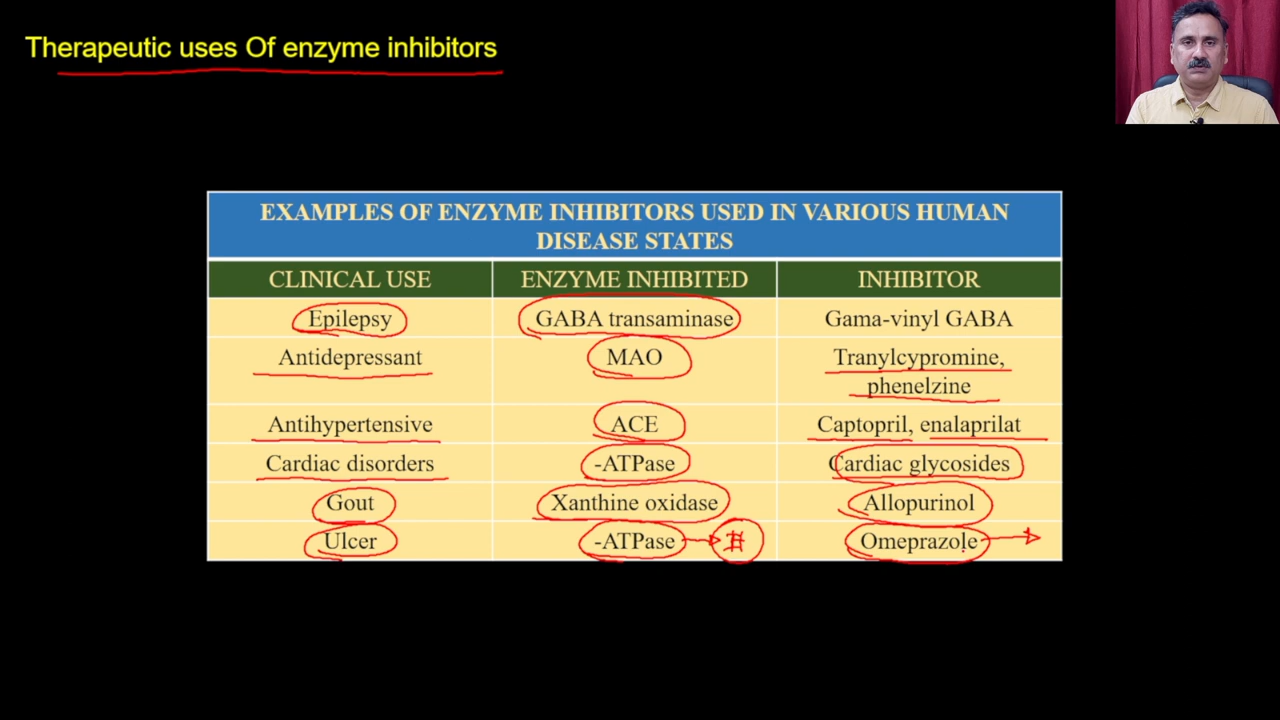 Therapeutic uses Of enzyme inhibitors
EXAMPLES OF ENZYME INHIBITORS USED IN VARIOUS HUMAN
DISEASE STATES
CLINICAL USE ENZYME INHIBITED INHIBITOR
Epilepsy GABA transaminase Gama-vinyl GABA
Antidepressant MAO Tranylcypromine,
phenelzine
Antihypertensive ACE Captopril, enalaprilat
Cardiac disorders -ATPase Cardiac glycosides
Gout Xanthine oxidase Allopurinol
Ulcer -ATPase Omeprazole